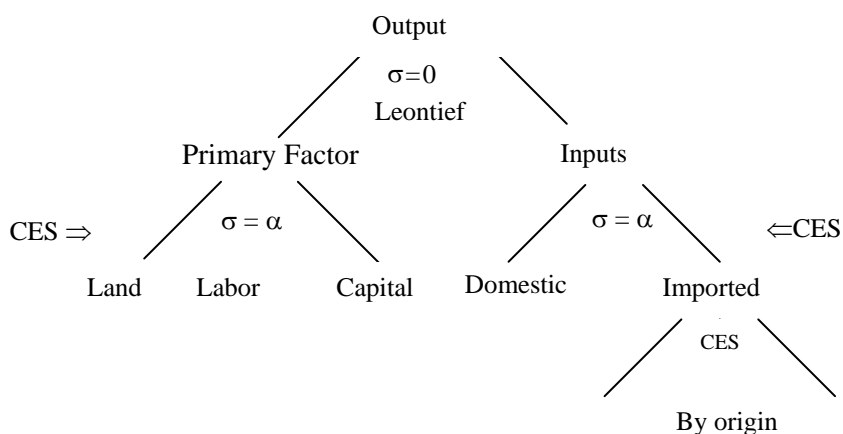 Output
σ=0
Leontief
Primary Factor
Inputs
CES ⇒
σ = α
σ = α
⇐CES
Land
Labor
Capital
Domestic
Imported
CES
By origin